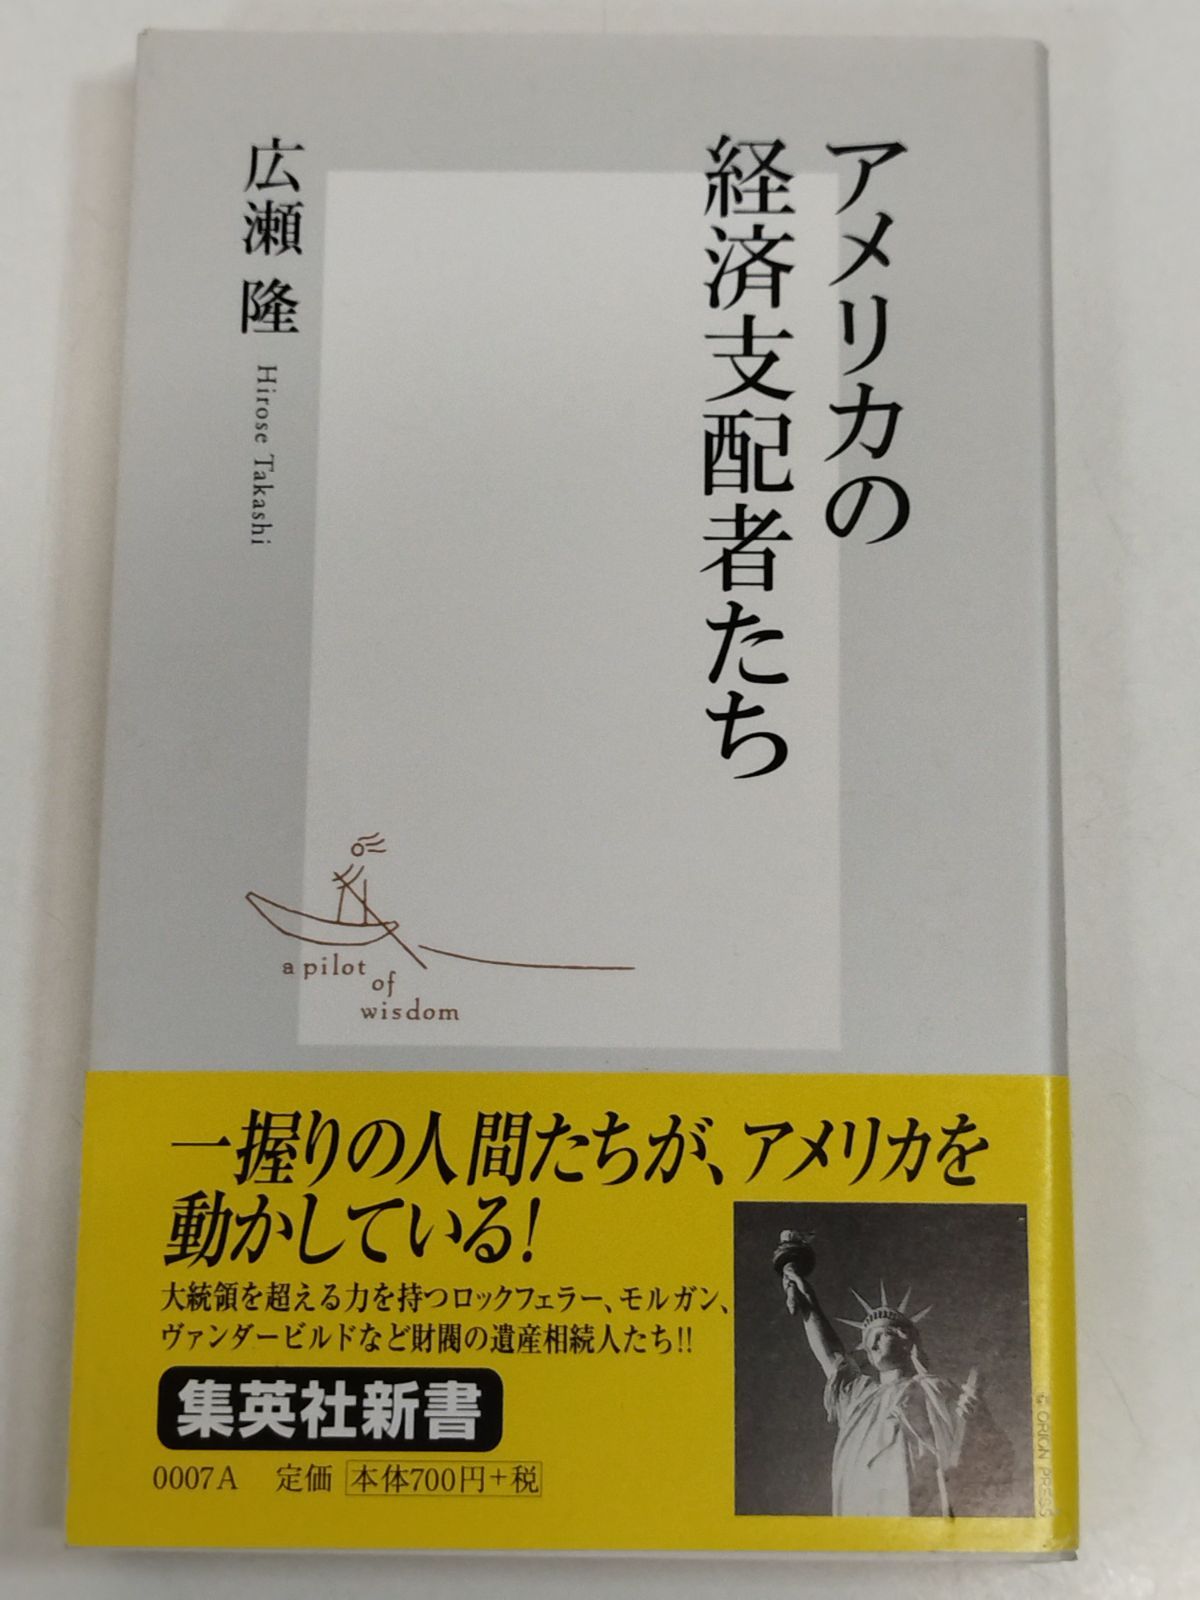 アメリカの
経済支配者たち
広瀬 隆
Hirose Takashi
a pilot
of
wisdom
一握りの人間たちが、アメリカを
動かしている!
大統領を超える力を持つロックフェラー、モルガン、
ヴァンダービルドなど財閥の遺産相続人たち!!
集英社新書
0007A 定価 本体700円+税
© ORION PRESS